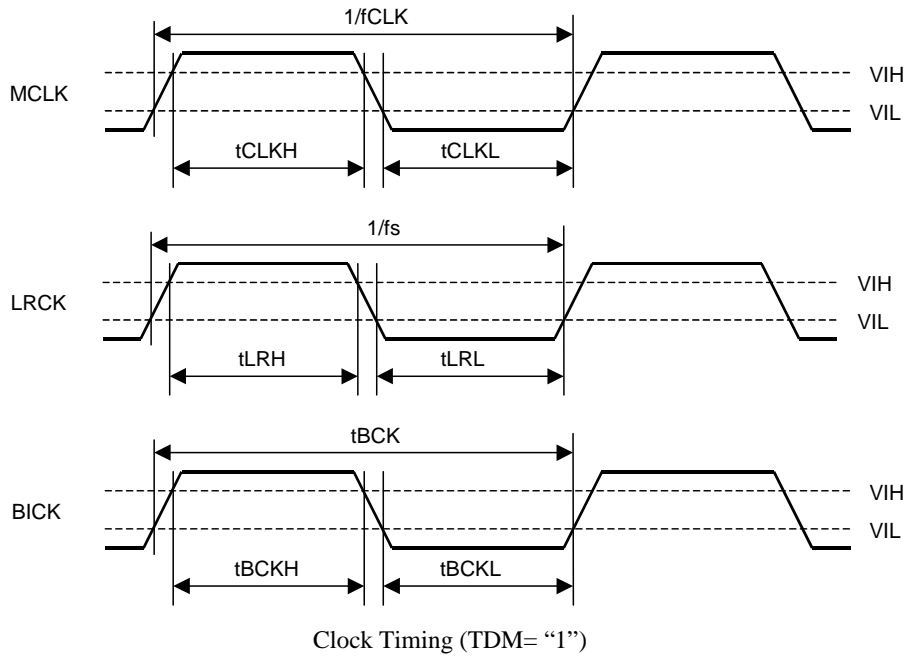 1/fCLK
MCLK
VIH
VIL
tCLKH
tCLKL
1/fs
LRCK
VIH
VIL
tLRH
tLRL
tBCK
BICK
VIH
VIL
tBCKH
tBCKL
Clock Timing (TDM= “1”)